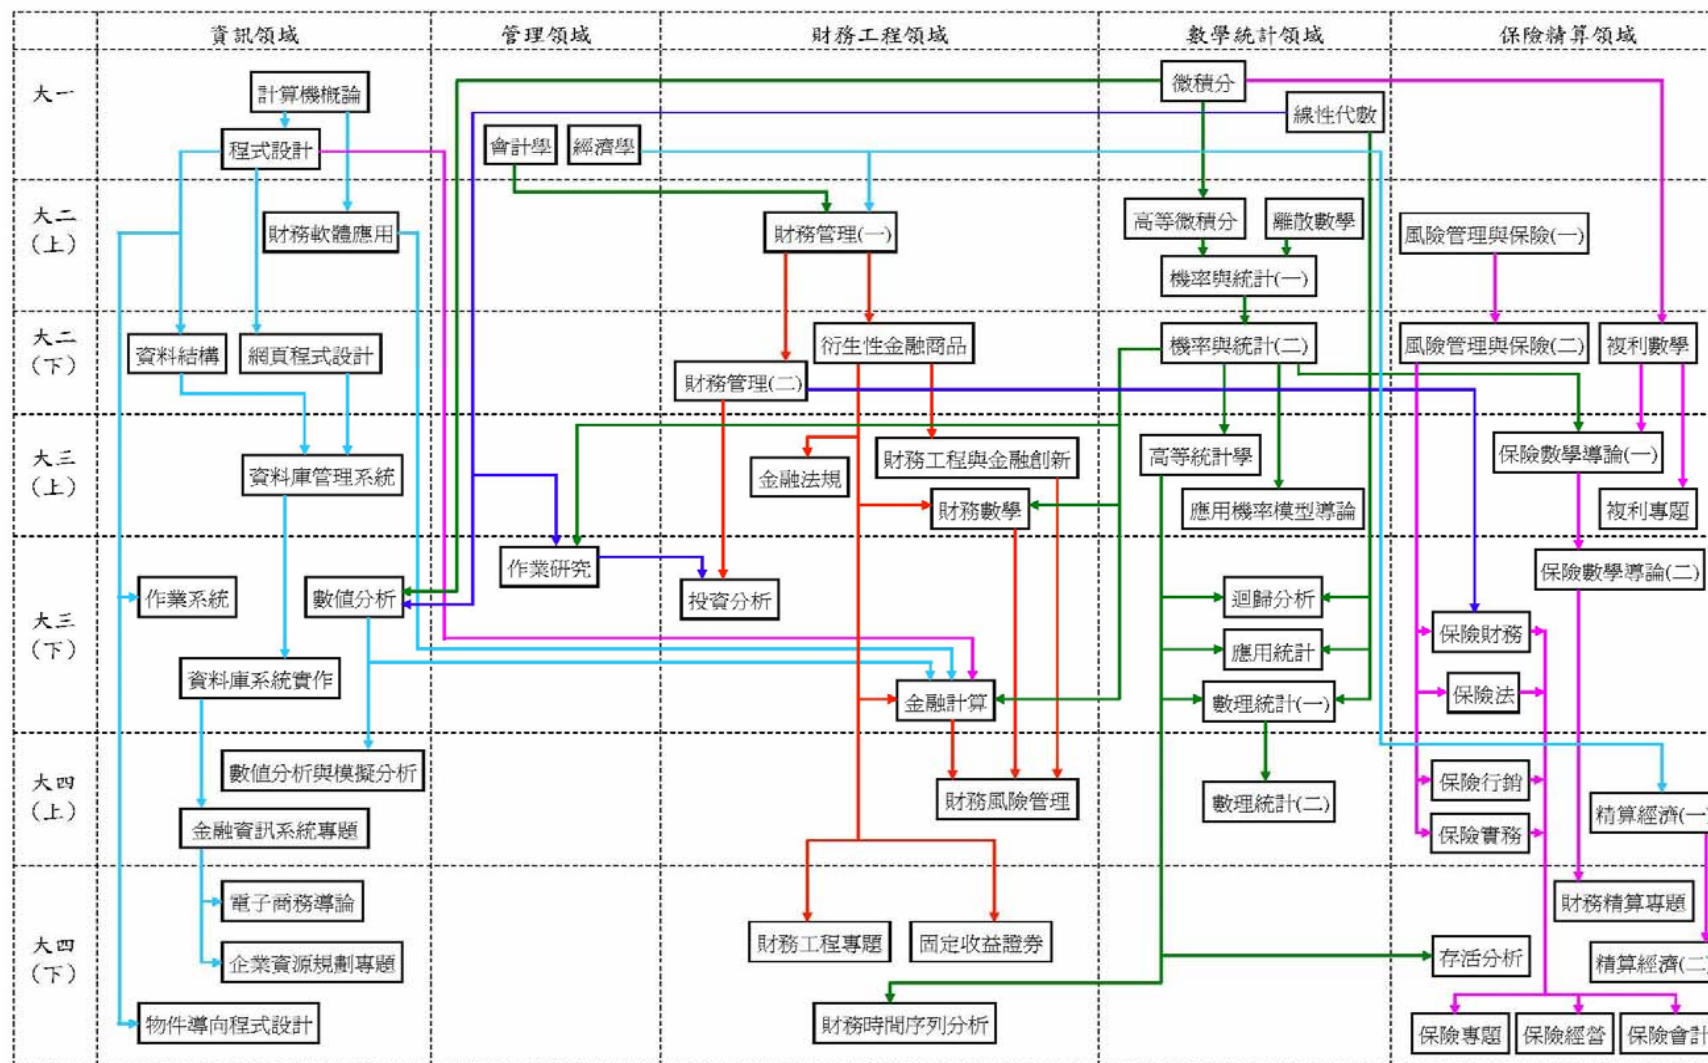 資訊領域
管理領域
財務工程領域
數學統計領域
保險精算領域
大一
計算機概論
程式設計
會計學
經濟學
微積分
線性代數
大二
(上)
財務軟體應用
財務管理(一)
高等微積分
離散數學
機率與統計(一)
風險管理與保險(一)
大二
(下)
資料結構
網頁程式設計
衍生性金融商品
財務管理(二)
機率與統計(二)
風險管理與保險(二)
複利數學
大三
(上)
資料庫管理系統
金融法規
財務工程與金融創新
財務數學
高等統計學
應用機率模型導論
保險數學導論(一)
複利專題
大三
(下)
作業系統
數值分析
資料庫系統實作
作業研究
投資分析
金融計算
迴歸分析
應用統計
數理統計(一)
保險數學導論(二)
保險財務
保險法
大四
(上)
數值分析與模擬分析
金融資訊系統專題
財務風險管理
數理統計(二)
保險行銷
保險實務
精算經濟(一)
大四
(下)
電子商務導論
企業資源規劃專題
物件導向程式設計
財務工程專題
固定收益證券
財務時間序列分析
財務精算專題
存活分析
精算經濟(二)
保險專題
保險經營
保險會計